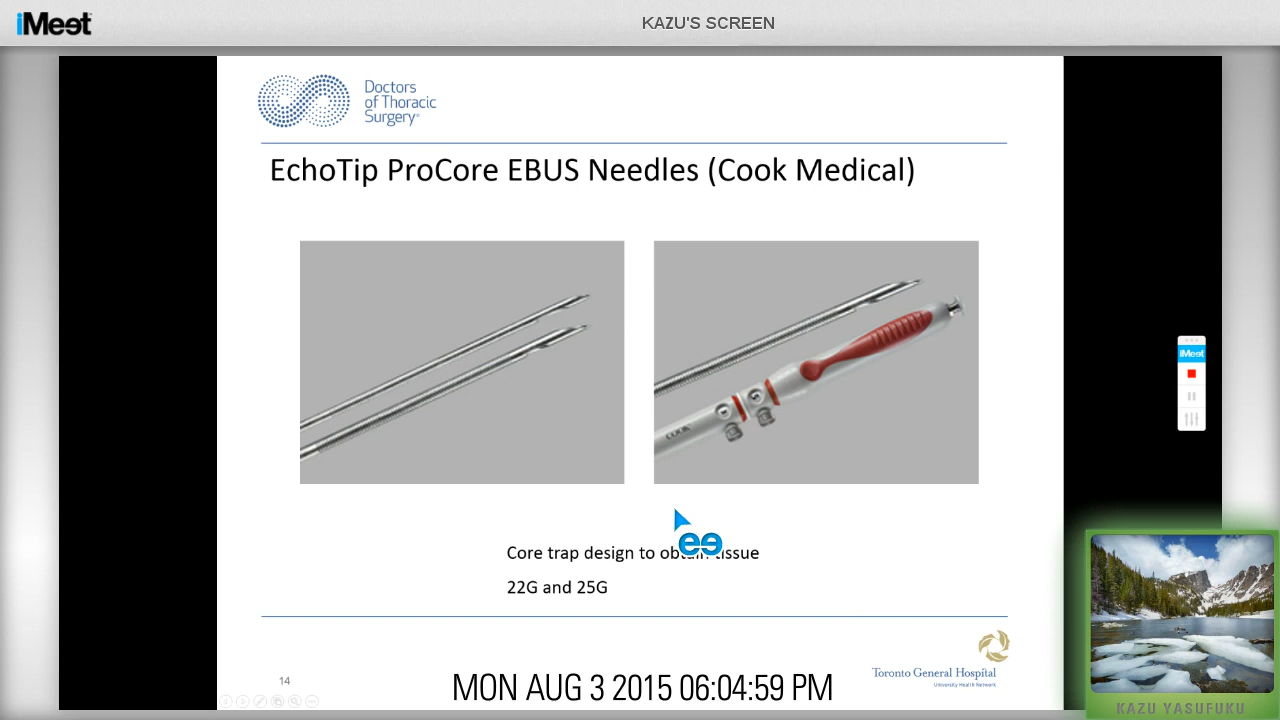 iMeet
KAZU'S SCREEN
Doctors
of Thoracic
Surgery
EchoTip ProCore EBUS Needles (Cook Medical)
COOK
iMeet
Core trap design to obtain tissue
22G and 25G
Toronto General Hospital
University Health Network
14
MON AUG 3 2015 06:04:59 PM
KAZU YASUFUKU